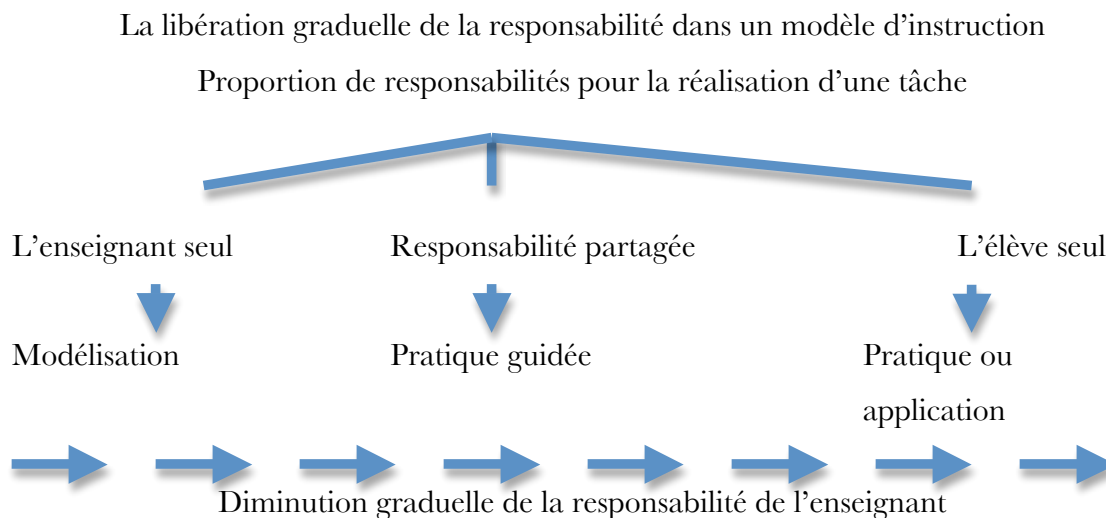 La libération graduelle de la responsabilité dans un modèle d’instruction
Proportion de responsabilités pour la réalisation d’une tâche
L’enseignant seul
Responsabilité partagée
L’élève seul
Modélisation
Pratique guidée
Pratique ou
application
Diminution graduelle de la responsabilité de l’enseignant